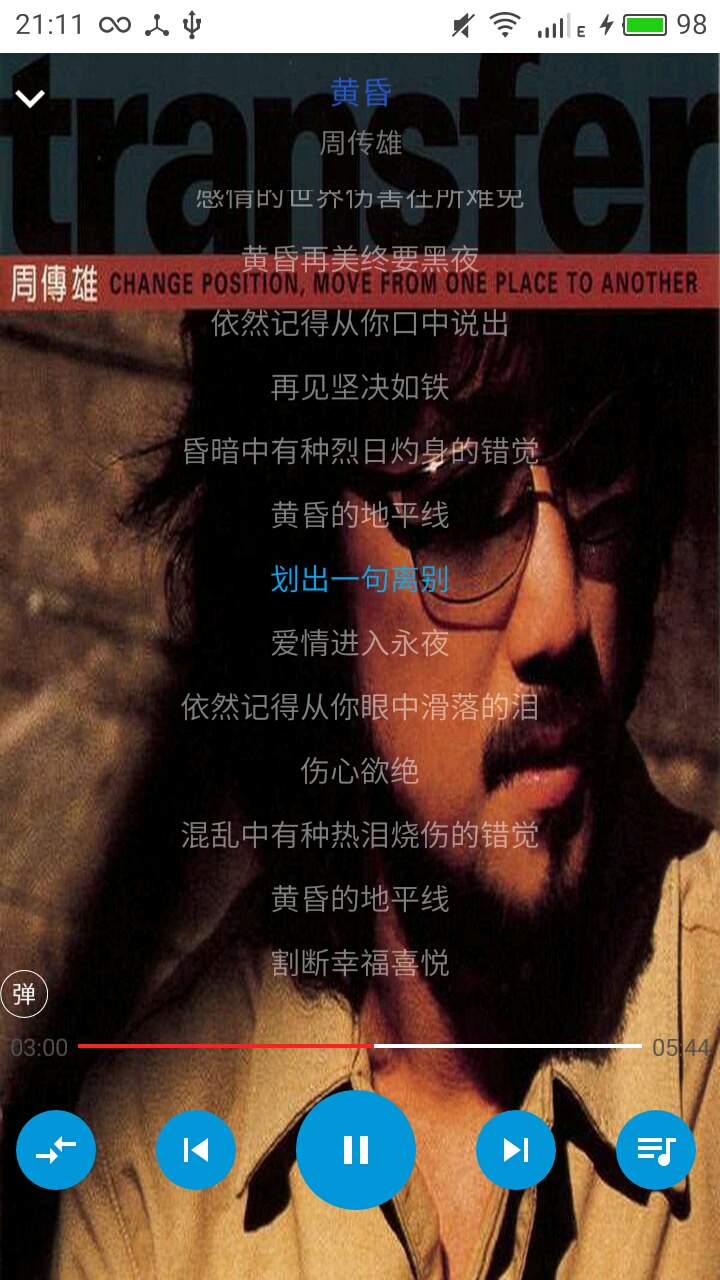 21:11
E
98
transfer
黄昏
周传雄
感情的世界伤害在所难免
黄昏再美终要黑夜
周傳雄 CHANGE POSITION, MOVE FROM ONE PLACE TO ANOTHER
依然记得从你口中说出
再见坚决如铁
昏暗中有种烈日灼身的错觉
黄昏的地平线
划出一句离别
爱情进入永夜
依然记得从你眼中滑落的泪
伤心欲绝
混乱中有种热泪烧伤的错觉
黄昏的地平线
割断幸福喜悦
弹
03:00
05:44